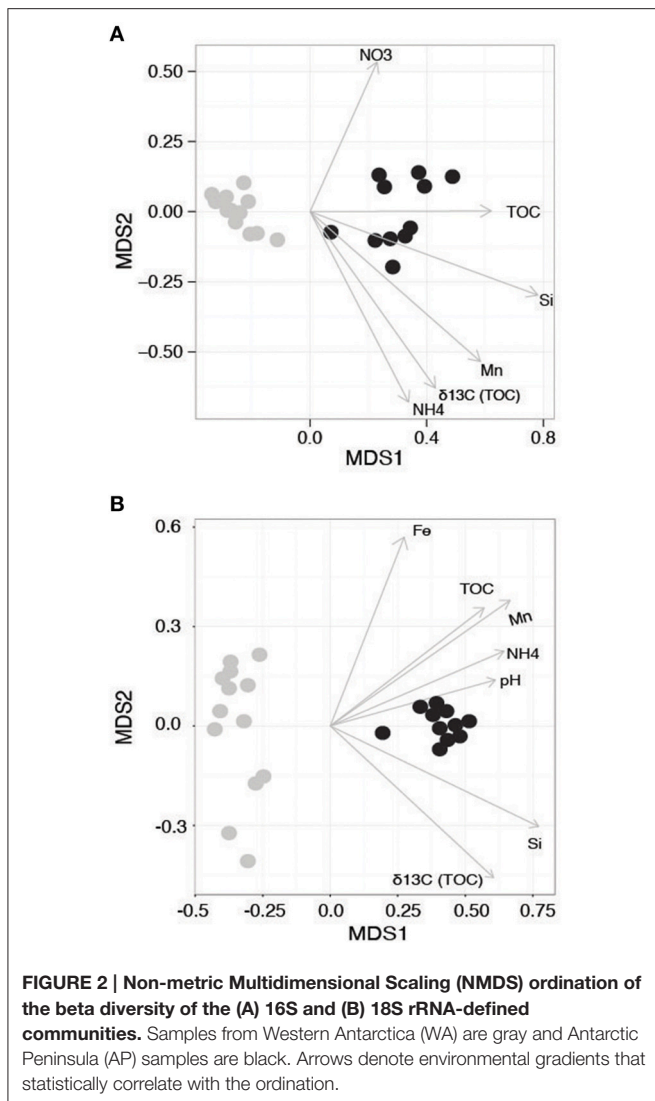 A
NO3
0.50
0.25
0.00
−0.25
−0.50
MDS2
TOC
Si
Mn
δ13C (TOC)
NH4
0.0
0.4
0.8
MDS1
B
0.6
0.3
0.0
-0.3
MDS2
Fe
TOC
Mn
NH4
pH
Si
δ13C (TOC)
-0.5
-0.25
0.0
0.25
0.50
0.75
MDS1
FIGURE 2 | Non-metric Multidimensional Scaling (NMDS) ordination of
the beta diversity of the (A) 16S and (B) 18S rRNA-defined
communities. Samples from Western Antarctica (WA) are gray and Antarctic
Peninsula (AP) samples are black. Arrows denote environmental gradients that
statistically correlate with the ordination.